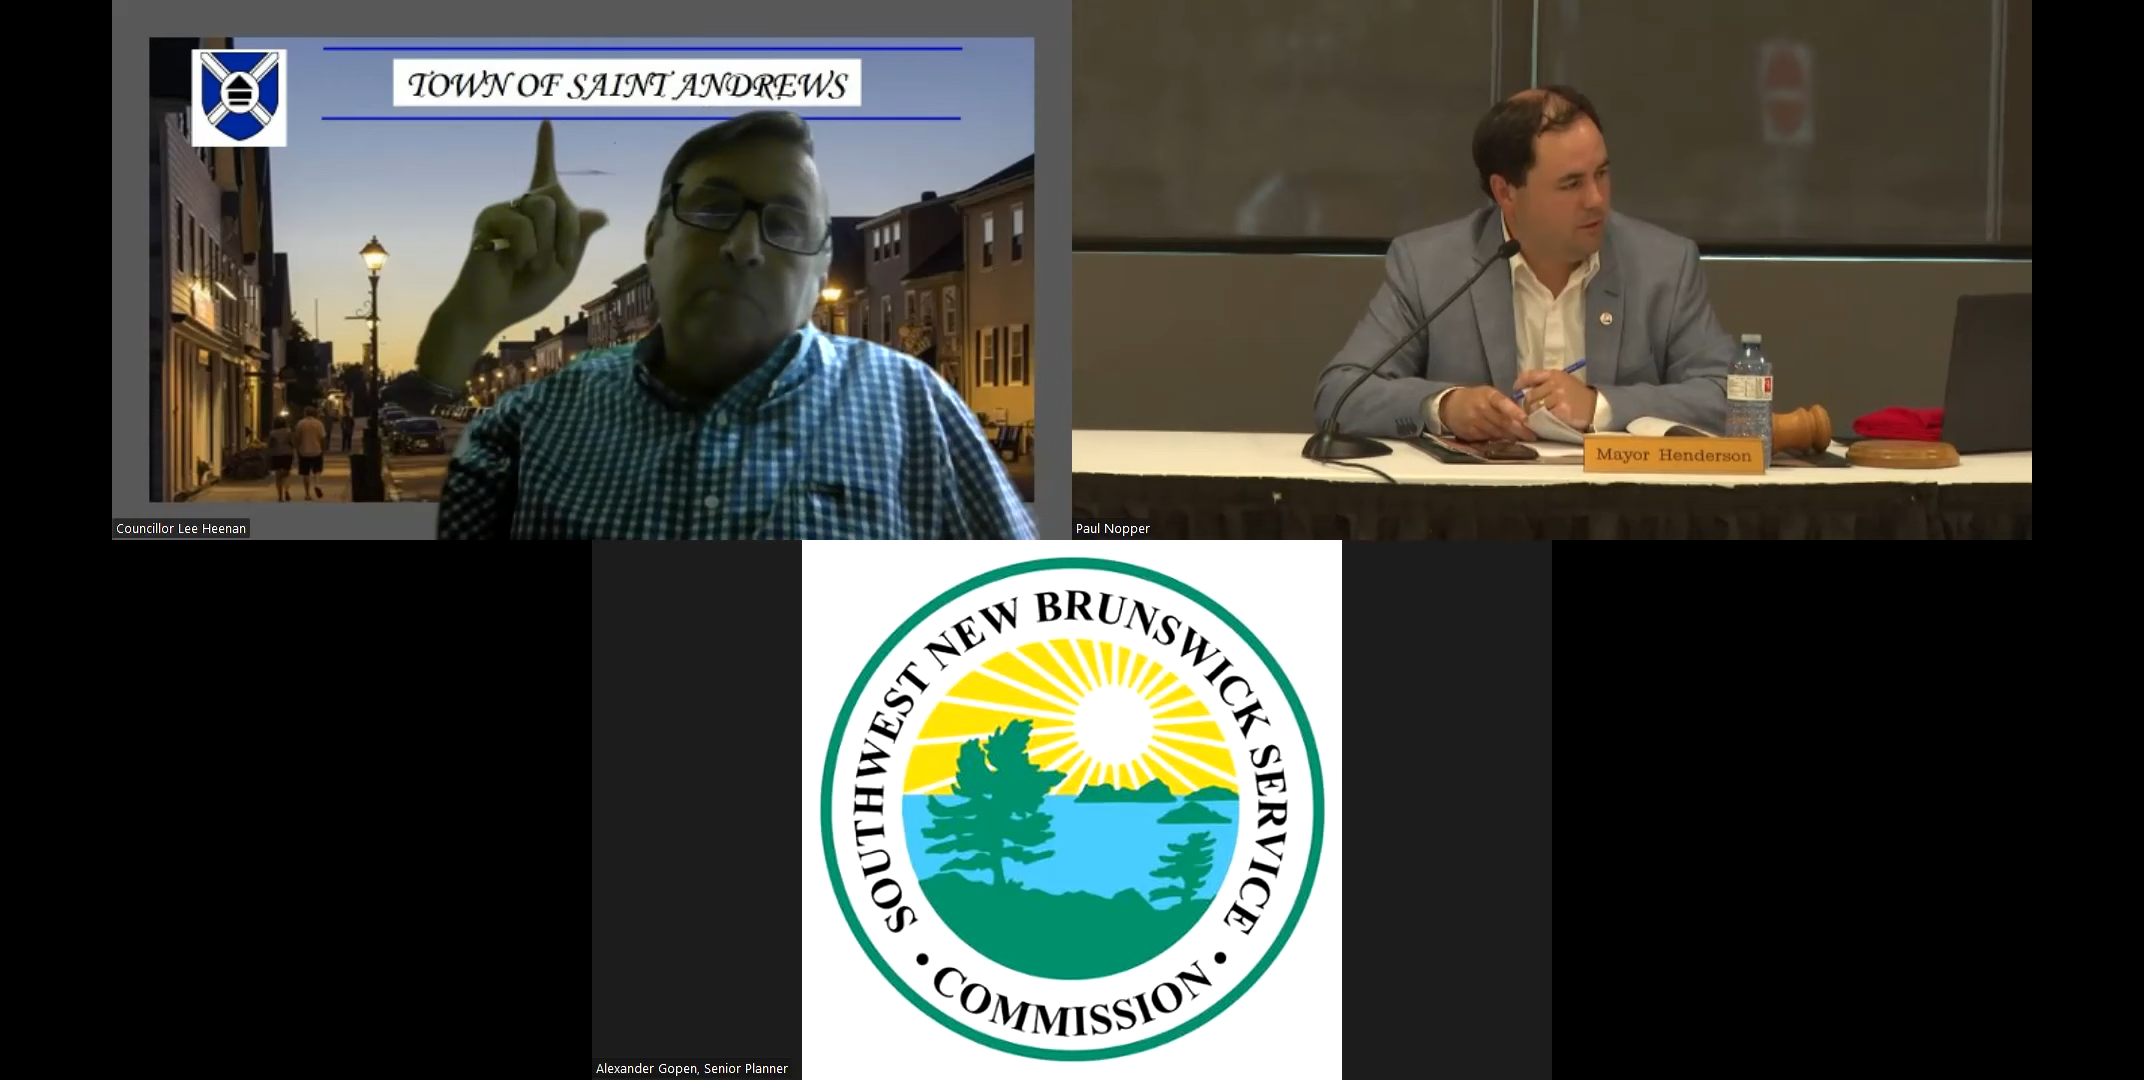 TOWN OF SAINT ANDREWS
Councillor Lee Heenan
Mayor Henderson
Paul Nopper
SOUTHWEST NEW BRUNSWICK SERVICE
• COMMISSION •
Alexander Gopen, Senior Planner